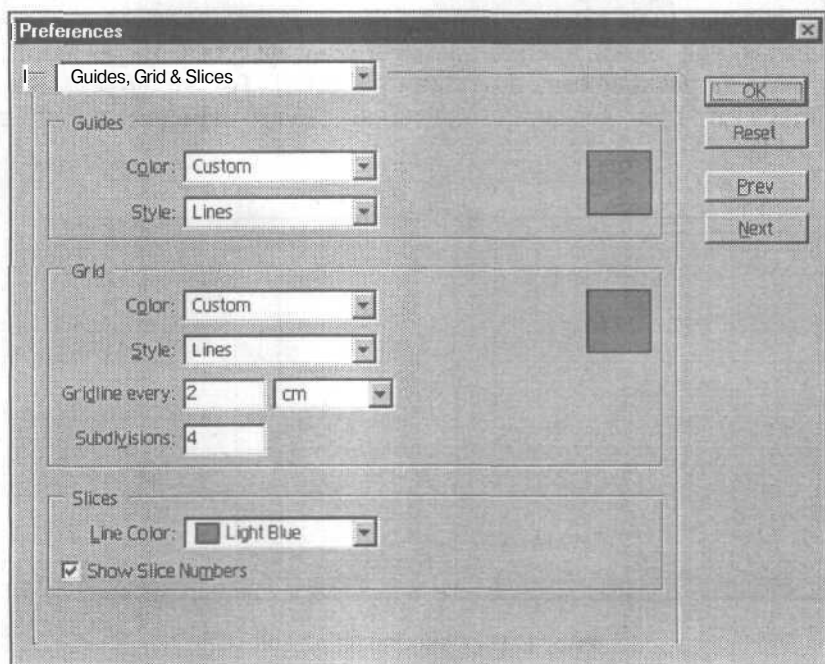 Preferences
Guides, Grid & Slices
OK
Reset
Prev
Next
Guides
Color: Custom
Style: Lines
Grid
Color: Custom
Style: Lines
Gridline every: 2 cm
Subdivisions: 4
Slices
Line Color: Light Blue
Show Slice Numbers